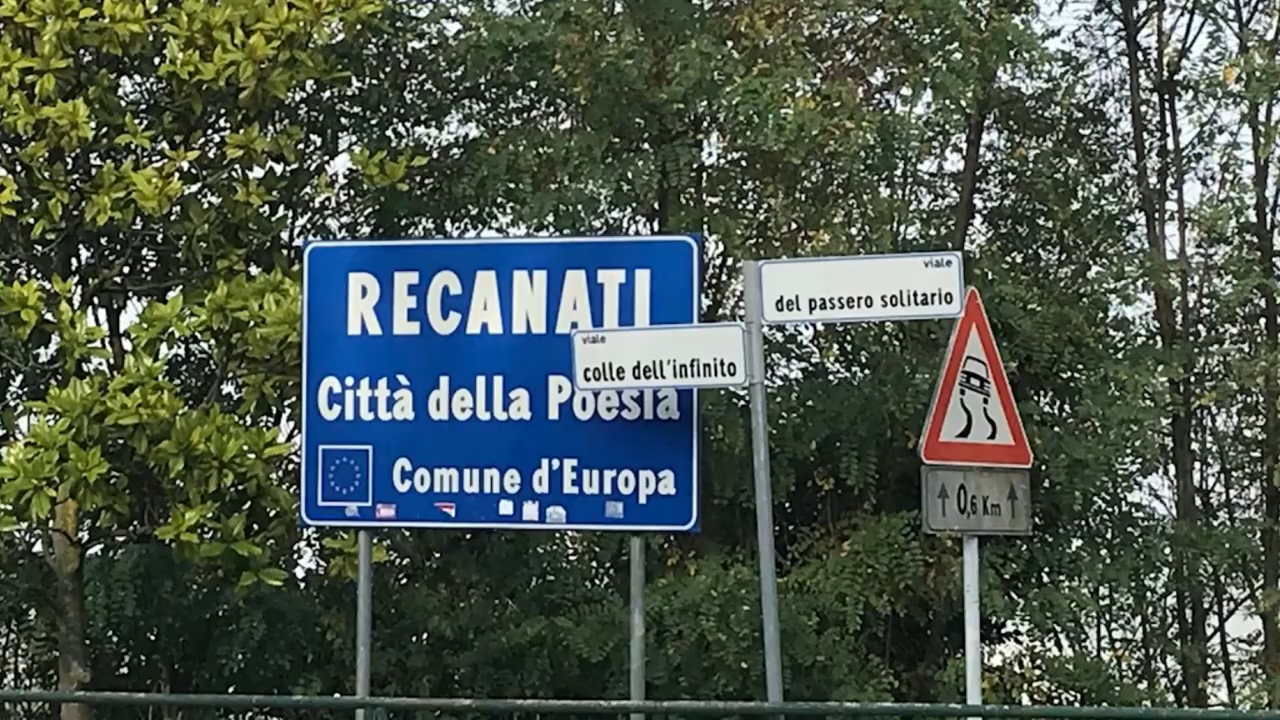 RECANATI
Città della Poesia
Comune d'Europa
viale
colle dell'infinito
viale
del passero solitario
0,6 Km